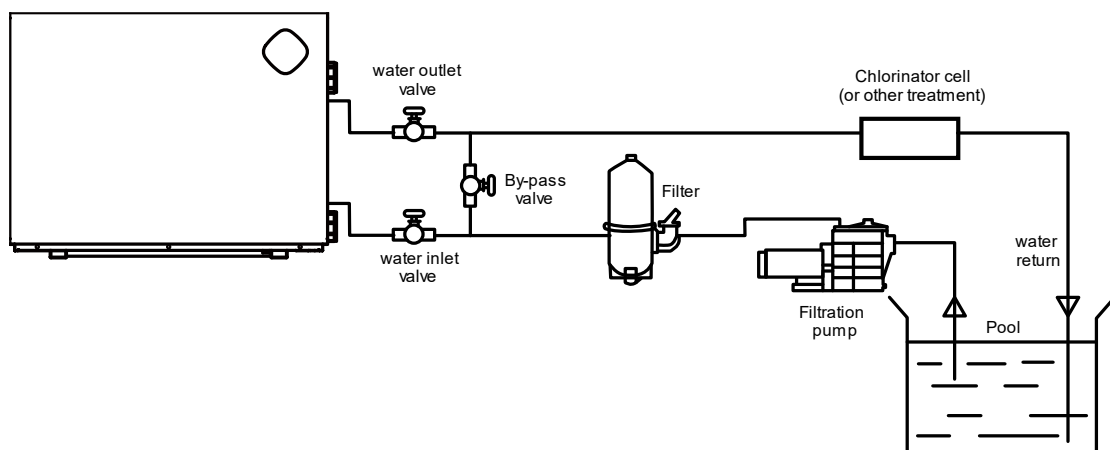 water outlet
valve
Chlorinator cell
(or other treatment)
By-pass
valve
Filter
water inlet
valve
water
return
Filtration
pump
Pool